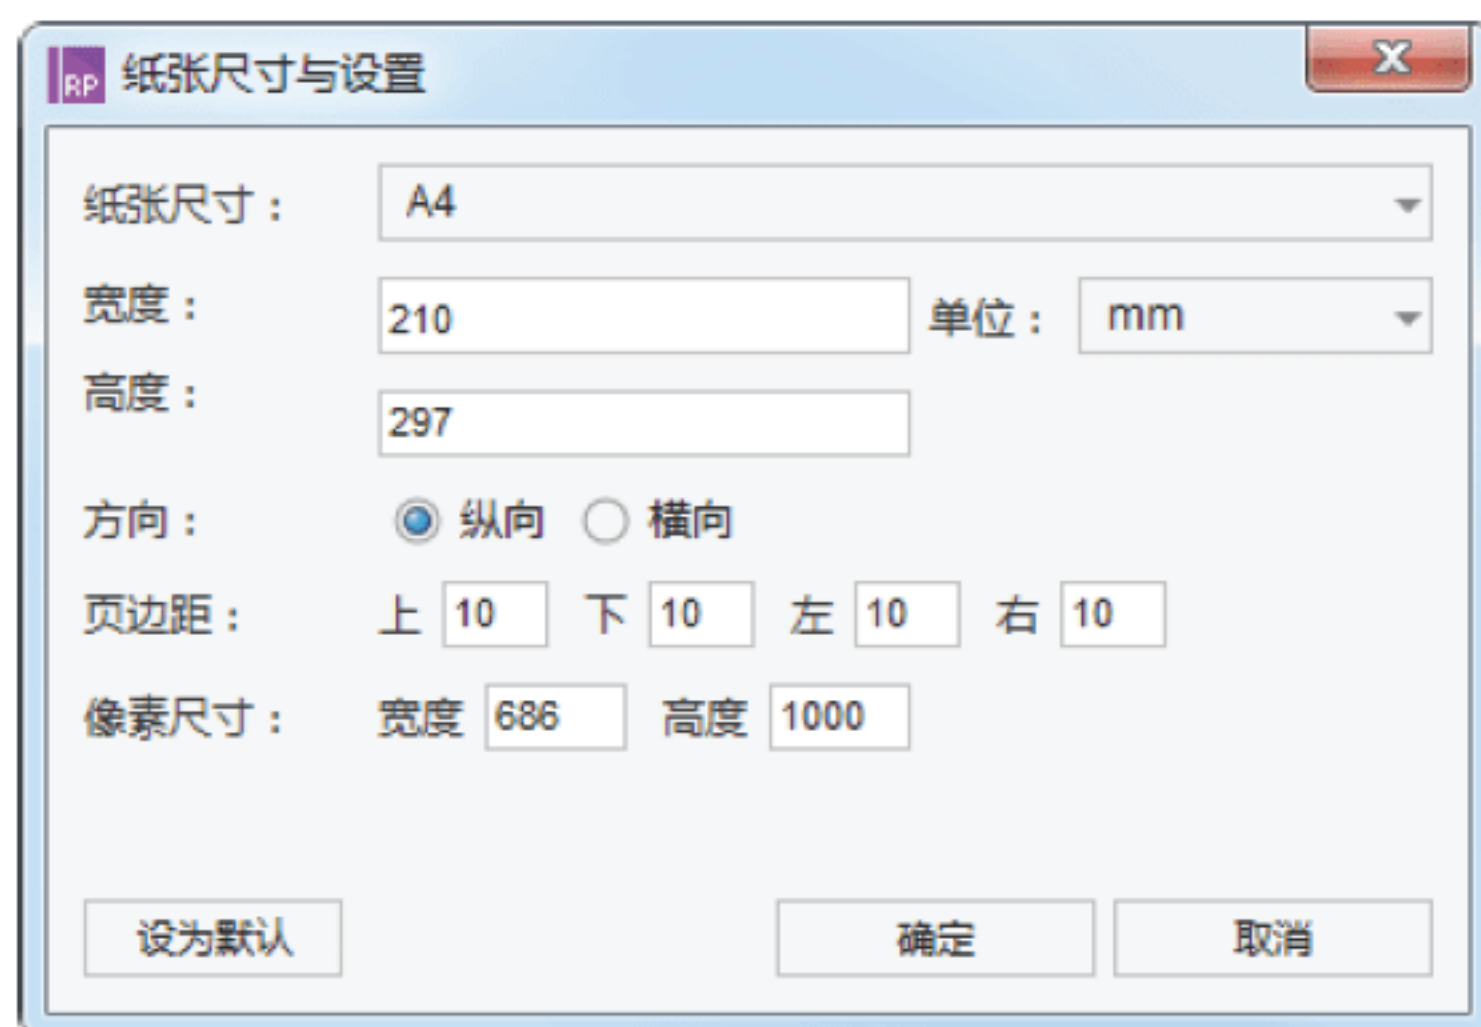 RP 纸张尺寸与设置
纸张尺寸： A4
宽度： 210 单位： mm
高度： 297
方向： 纵向 横向
页边距： 上 10 下 10 左 10 右 10
像素尺寸： 宽度 686 高度 1000
设为默认 确定 取消